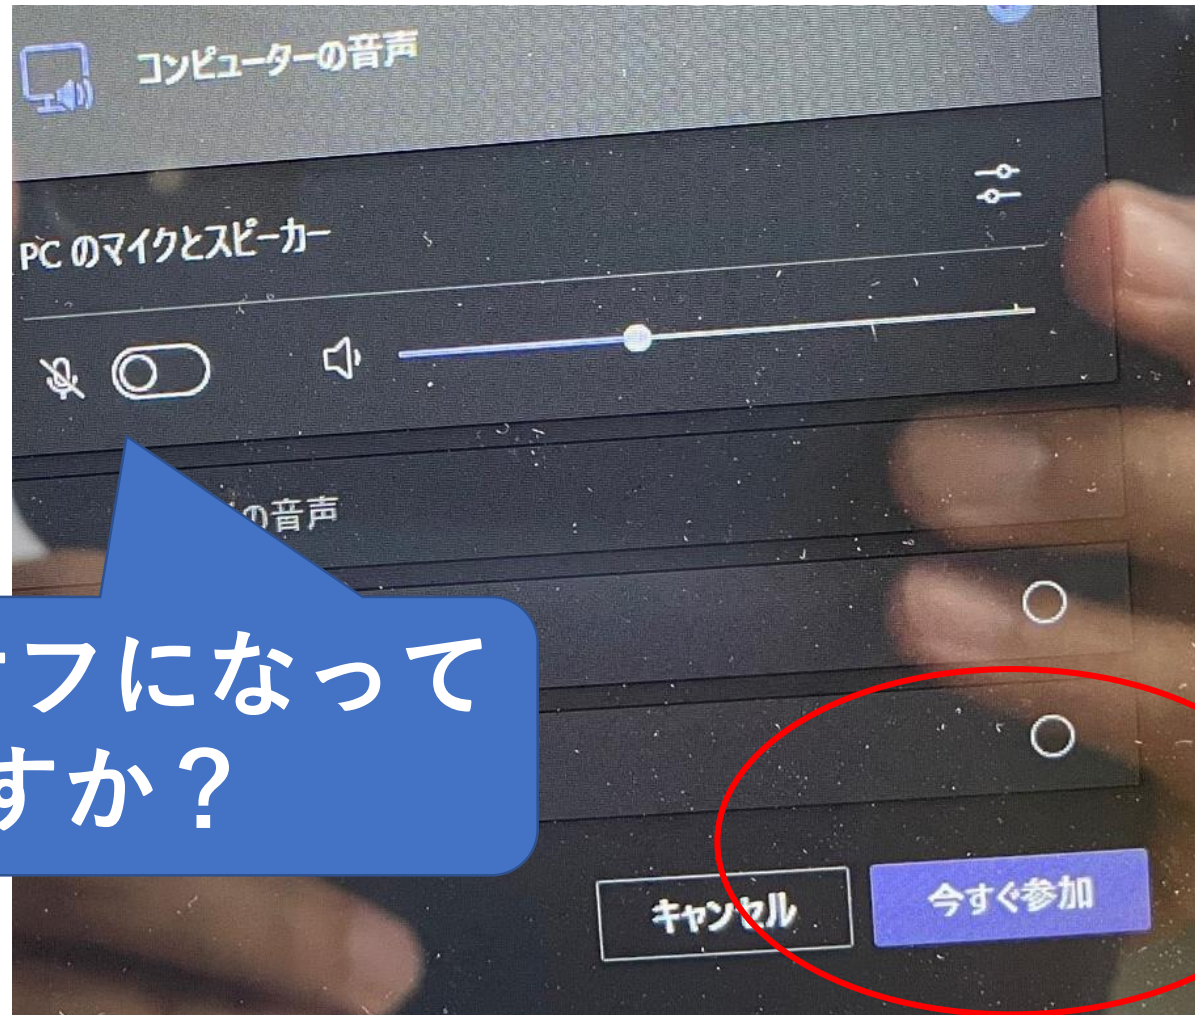 コンピューターの音声
PC のマイクとスピーカー
の音声
オフになって
すか？
キャンセル
今すぐ参加